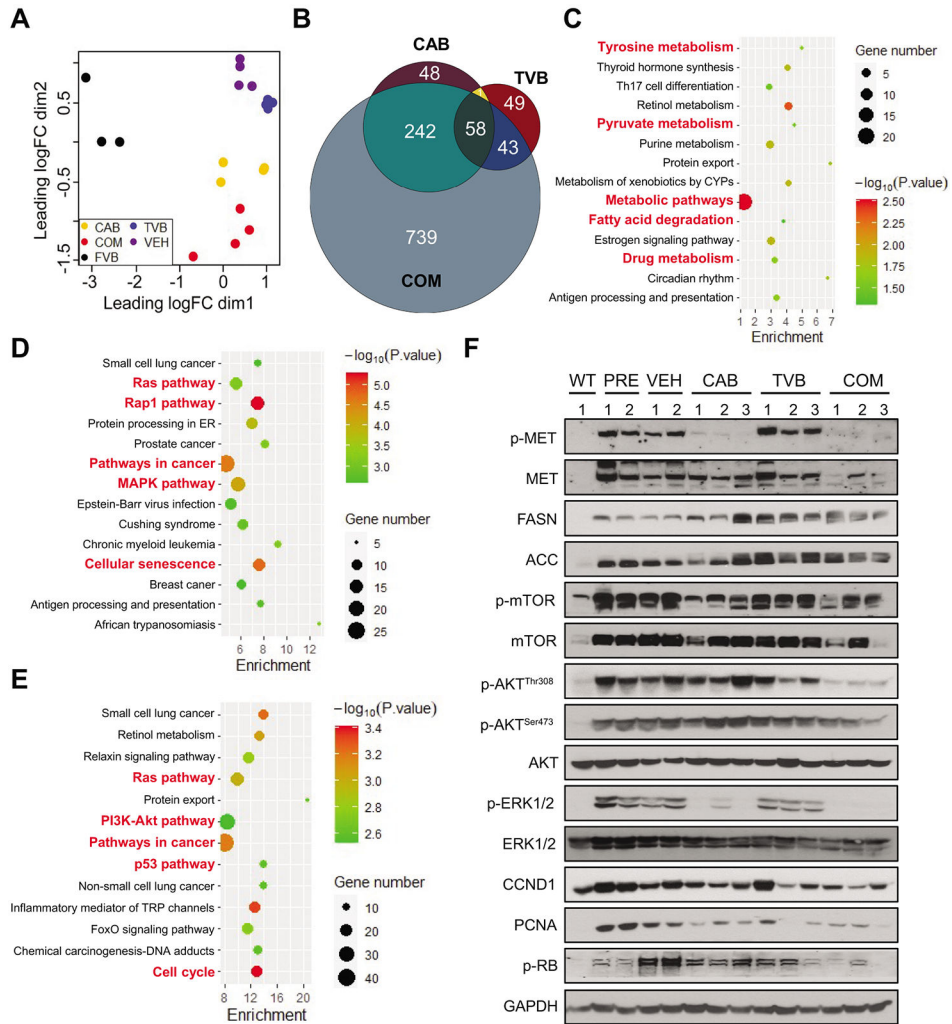 A
0.5
-0.5
-1.5
Leading logFC dim2
CAB
COM
FVB
TVB
VEH
-3
-2
-1
0
1
Leading logFC dim1
B
CAB
TVB
48
49
242
58
43
739
COM
C
Tyrosine metabolism
Thyroid hormone synthesis
Th17 cell differentiation
Retinol metabolism
Pyruvate metabolism
Purine metabolism
Protein export
Metabolism of xenobiotics by CYPs
Metabolic pathways
Fatty acid degradation
Estrogen signaling pathway
Drug metabolism
Circadian rhythm
Antigen processing and presentation
1 2 3 4 5 6 7
Enrichment
Gene number
5
10
15
20
−log10(P.value)
2.50
2.25
2.00
1.75
1.50
D
Small cell lung cancer
Ras pathway
Rap1 pathway
Protein processing in ER
Prostate cancer
Pathways in cancer
MAPK pathway
Epstein-Barr virus infection
Cushing syndrome
Chronic myeloid leukemia
Cellular senescence
Breast caner
Antigen processing and presentation
African trypanosomiasis
6 8 10 12
Enrichment
−log10(P.value)
5.0
4.5
4.0
3.5
3.0
Gene number
5
10
15
20
25
E
Small cell lung cancer
Retinol metabolism
Relaxin signaling pathway
Ras pathway
Protein export
PI3K-Akt pathway
Pathways in cancer
p53 pathway
Non-small cell lung cancer
Inflammatory mediator of TRP channels
FoxO signaling pathway
Chemical carcinogenesis-DNA adducts
Cell cycle
8 12 16 20
Enrichment
−log10(P.value)
3.4
3.2
3.0
2.8
2.6
Gene number
10
20
30
40
F
WT PRE VEH CAB TVB COM
1 1 2 1 2 1 2 3 1 2 3 1 2 3
p-MET
MET
FASN
ACC
p-mTOR
mTOR
p-AKTThr308
p-AKTSer473
AKT
p-ERK1/2
ERK1/2
CCND1
PCNA
p-RB
GAPDH